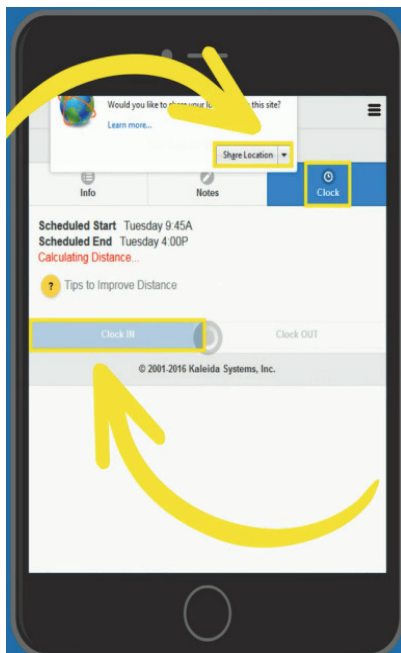 Would you like to share your lo this site?
Learn more...
Share Location
Info
Notes
Clock
Scheduled Start Tuesday 9:45A
Scheduled End Tuesday 4:00P
Calculating Distance...
? Tips to Improve Distance
Clock IN
Clock OUT
© 2001-2016 Kaleida Systems, Inc.